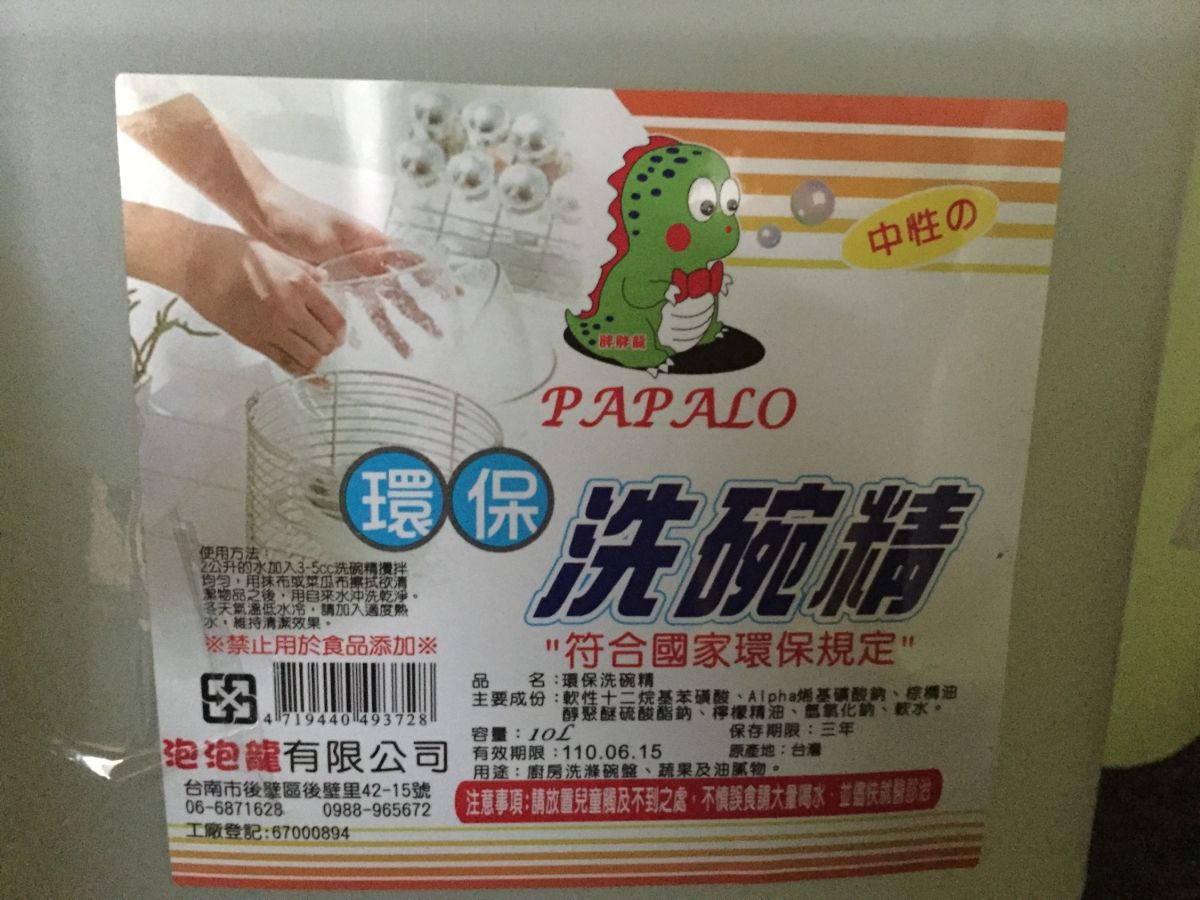 中性の
胖胖龍
PAPALO
環保
洗碗精
"符合國家環保規定"
使用方法:
2公升的水加入3-5cc洗碗精攪拌
均勻，用抹布或菜瓜布擦拭欲清
潔物品之後，用自來水沖洗乾淨。
冬天氣溫低水冷，請加入適度熱
水，維持清潔效果。
※禁止用於食品添加※
4 719440 493728
泡泡龍有限公司
台南市後壁區後壁里42-15號
06-6871628 0988-965672
工廠登記:67000894
品 名:環保洗碗精
主要成份:軟性十二烷基苯磺酸、Alpha烯基磺酸鈉、棕櫚油
醇聚醚硫酸酯鈉、檸檬精油、氫氧化鈉、軟水。
容量:10L 保存期限:三年
有效期限:110.06.15 原產地:台灣
用途:廚房洗滌碗盤、蔬果及油膩物。
注意事項:請放置兒童觸及不到之處，不慎誤食請大量喝水，並儘快就醫診治